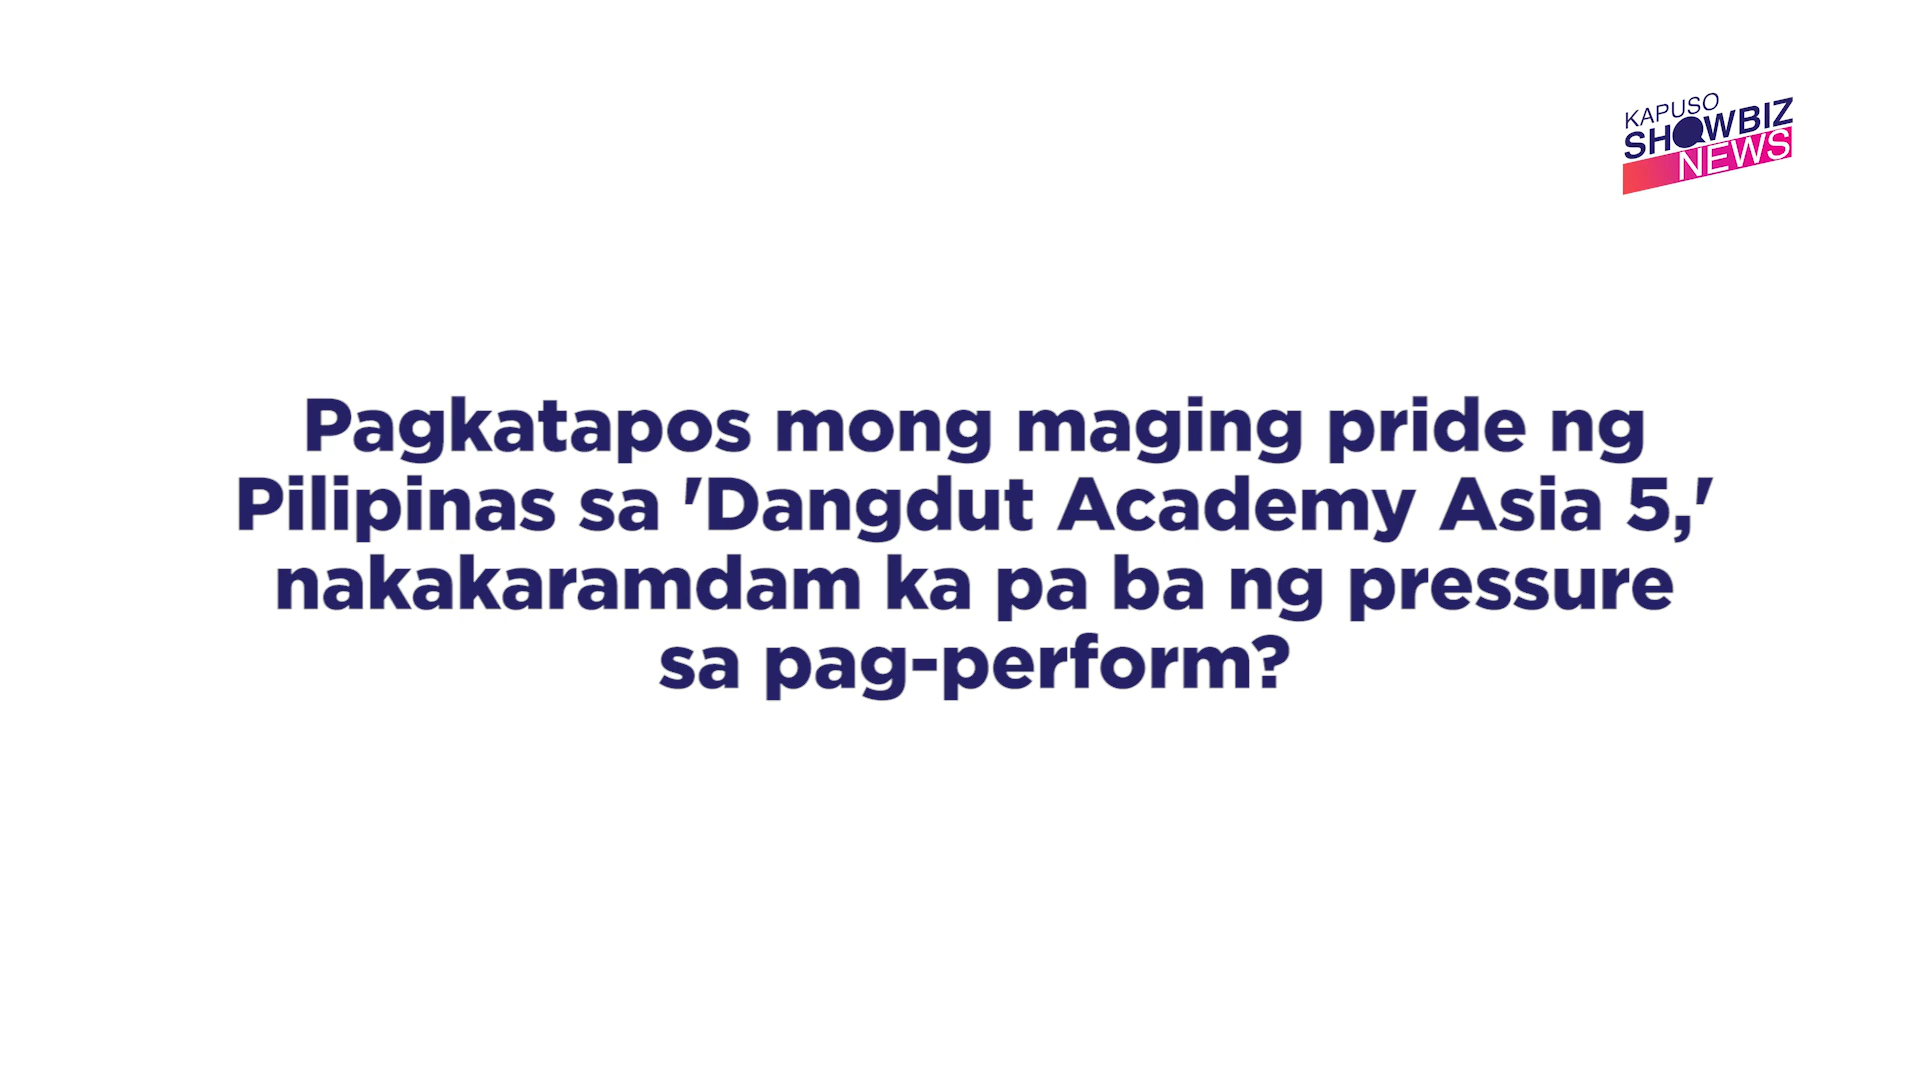 KAPUSO
SHOWBIZ
NEWS
Pagkatapos mong maging pride ng
Pilipinas sa 'Dangdut Academy Asia 5,'
nakakaramdam ka pa ba ng pressure
sa pag-perform?